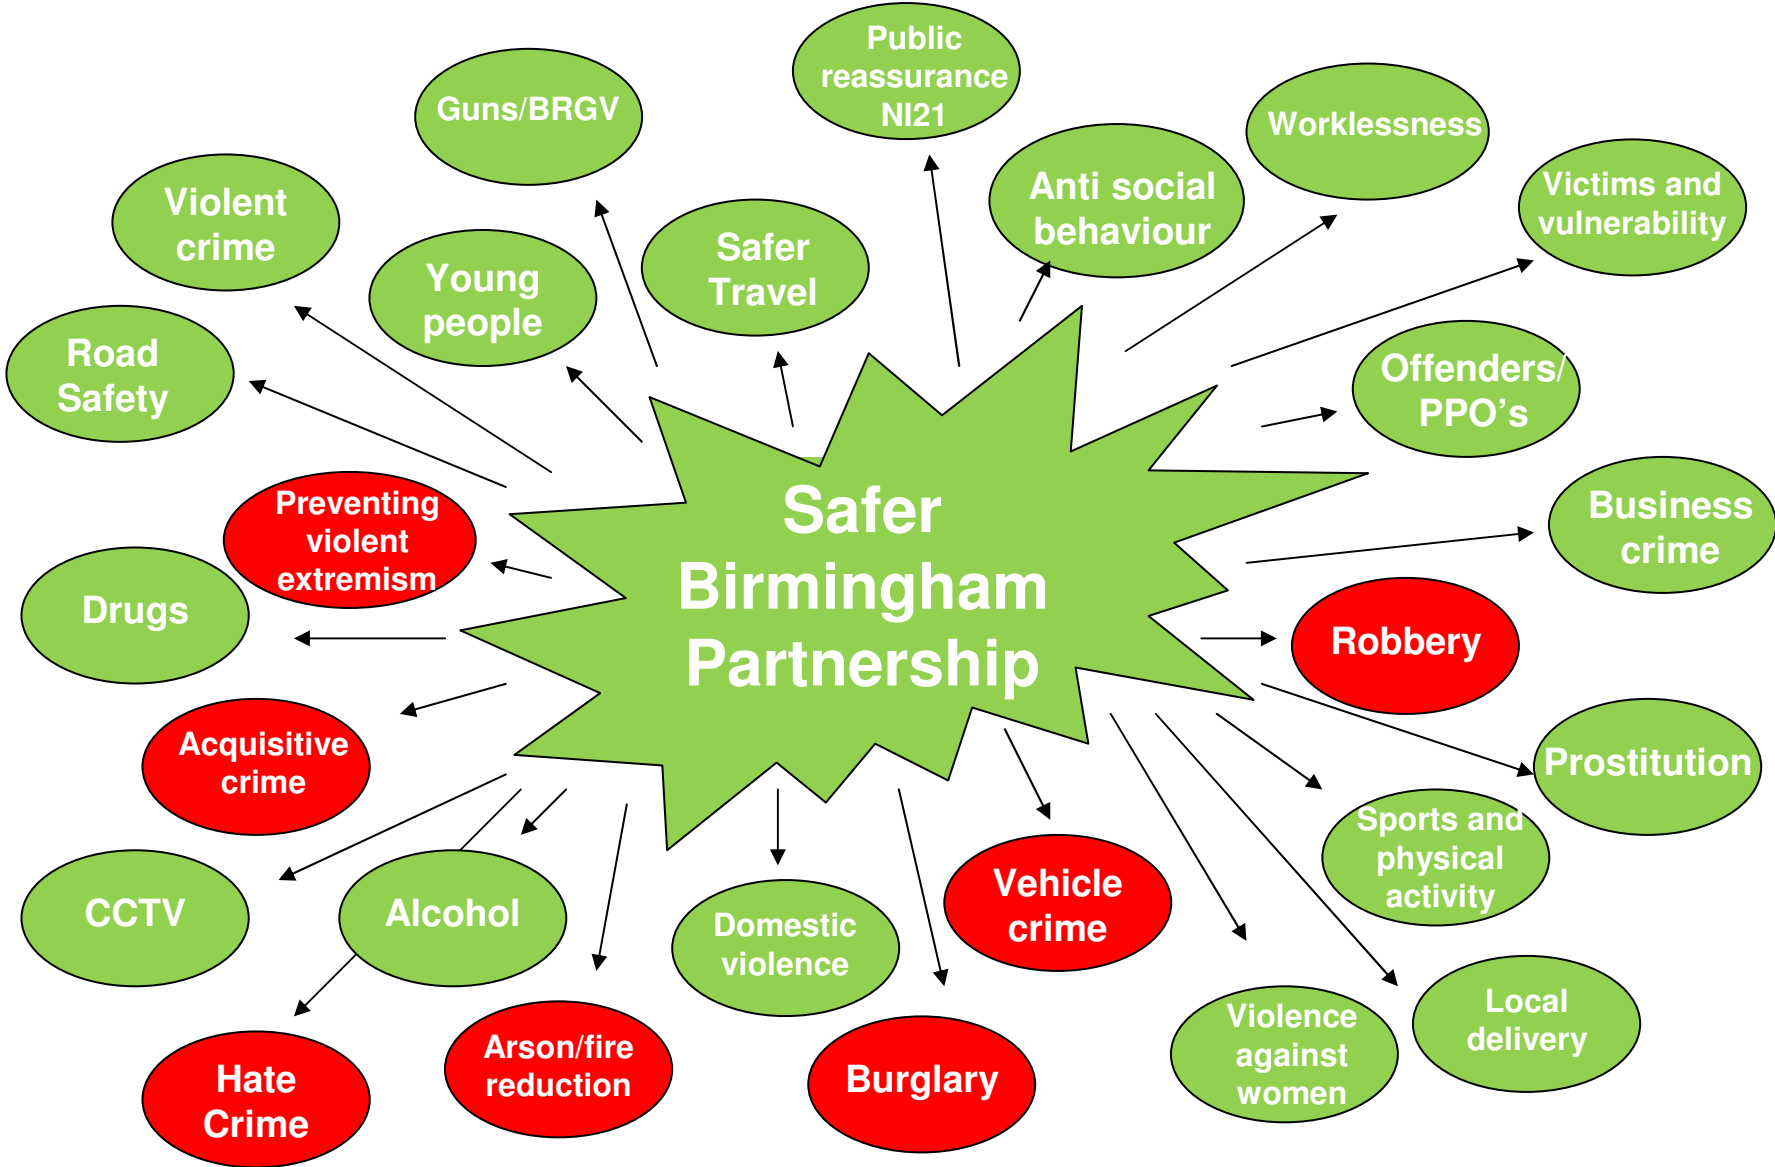 Public
reassurance
NI21
Guns/BRGV
Worklessness
Violent
crime
Anti social
behaviour
Victims and
vulnerability
Young
people
Safer
Travel
Road
Safety
Offenders/
PPO's
Preventing
violent
extremism
Safer
Birmingham
Partnership
Business
crime
Drugs
Robbery
Acquisitive
crime
Prostitution
Sports and
physical
activity
CCTV
Alcohol
Domestic
violence
Vehicle
crime
Hate
Crime
Arson/fire
reduction
Burglary
Violence
against
women
Local
delivery